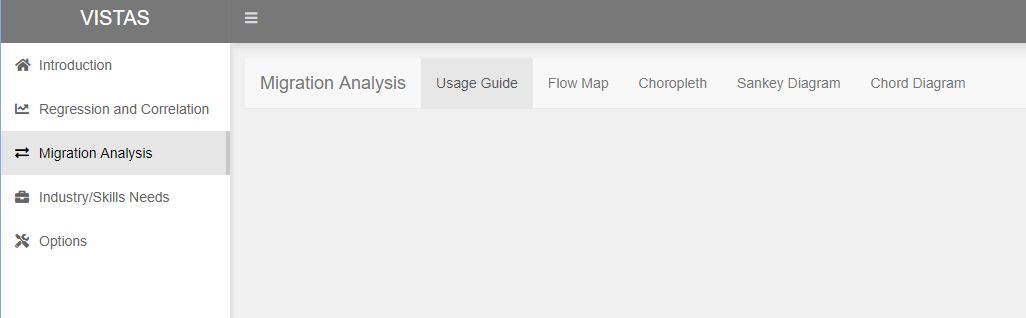 VISTAS
Introduction
Regression and Correlation
Migration Analysis
Industry/Skills Needs
Options
Migration Analysis Usage Guide Flow Map Choropleth Sankey Diagram Chord Diagram